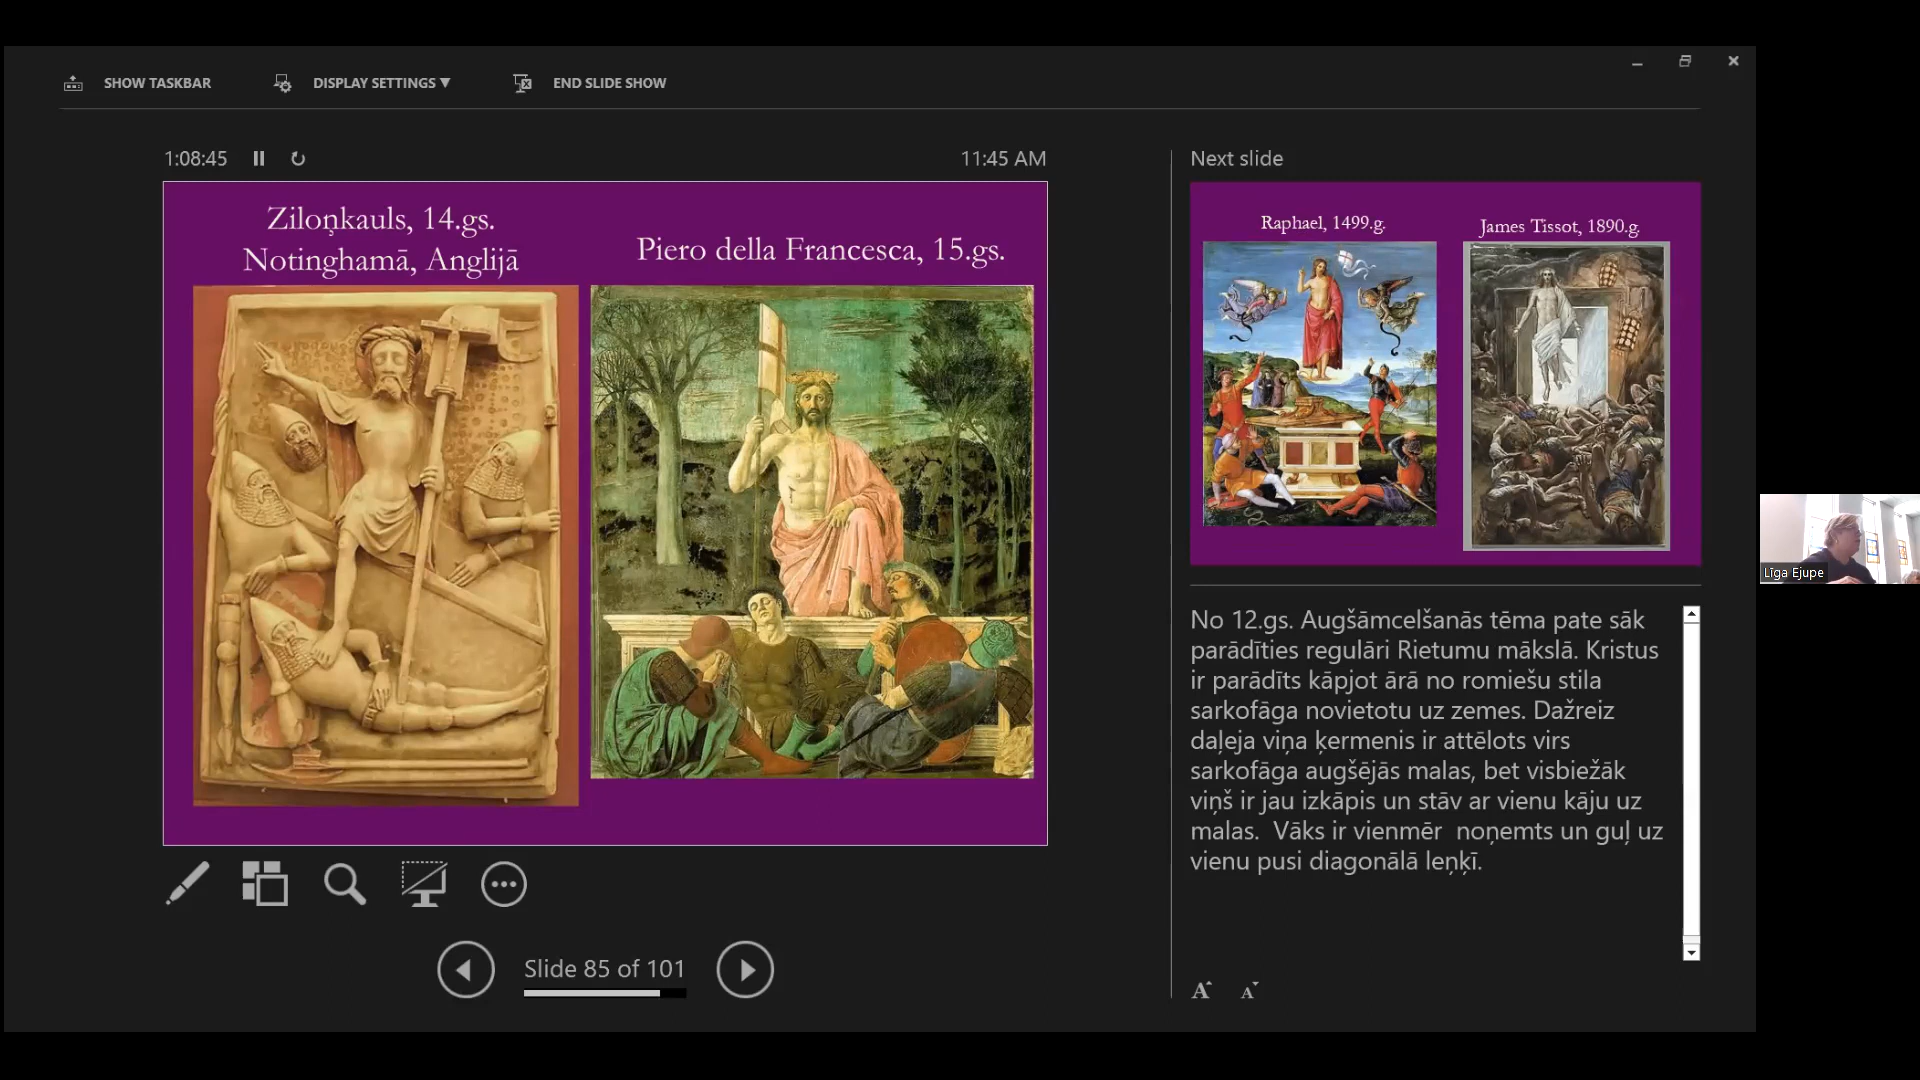 SHOW TASKBAR
DISPLAY SETTINGS ▼
END SLIDE SHOW
1:08:45
11:45 AM
Ziloņkauls, 14.gs.
Notinghamā, Anglijā
Piero della Francesca, 15.gs.
Slide 85 of 101
Next slide
Raphael, 1499.g.
James Tissot, 1890.g.
No 12.gs. Augšāmcelšanās tēma pate sāk
parādīties regulāri Rietumu mākslā. Kristus
ir parādīts kāpjot ārā no romiešu stila
sarkofāga novietotu uz zemes. Dažreiz
daļeja viņa ķermenis ir attēlots virs
sarkofāga augšējās malas, bet visbiežāk
viņš ir jau izkāpis un stāv ar vienu kāju uz
malas.  Vāks ir vienmēr  noņemts un guļ uz
vienu pusi diagonālā leņķī.
A A
Līga Ejupe